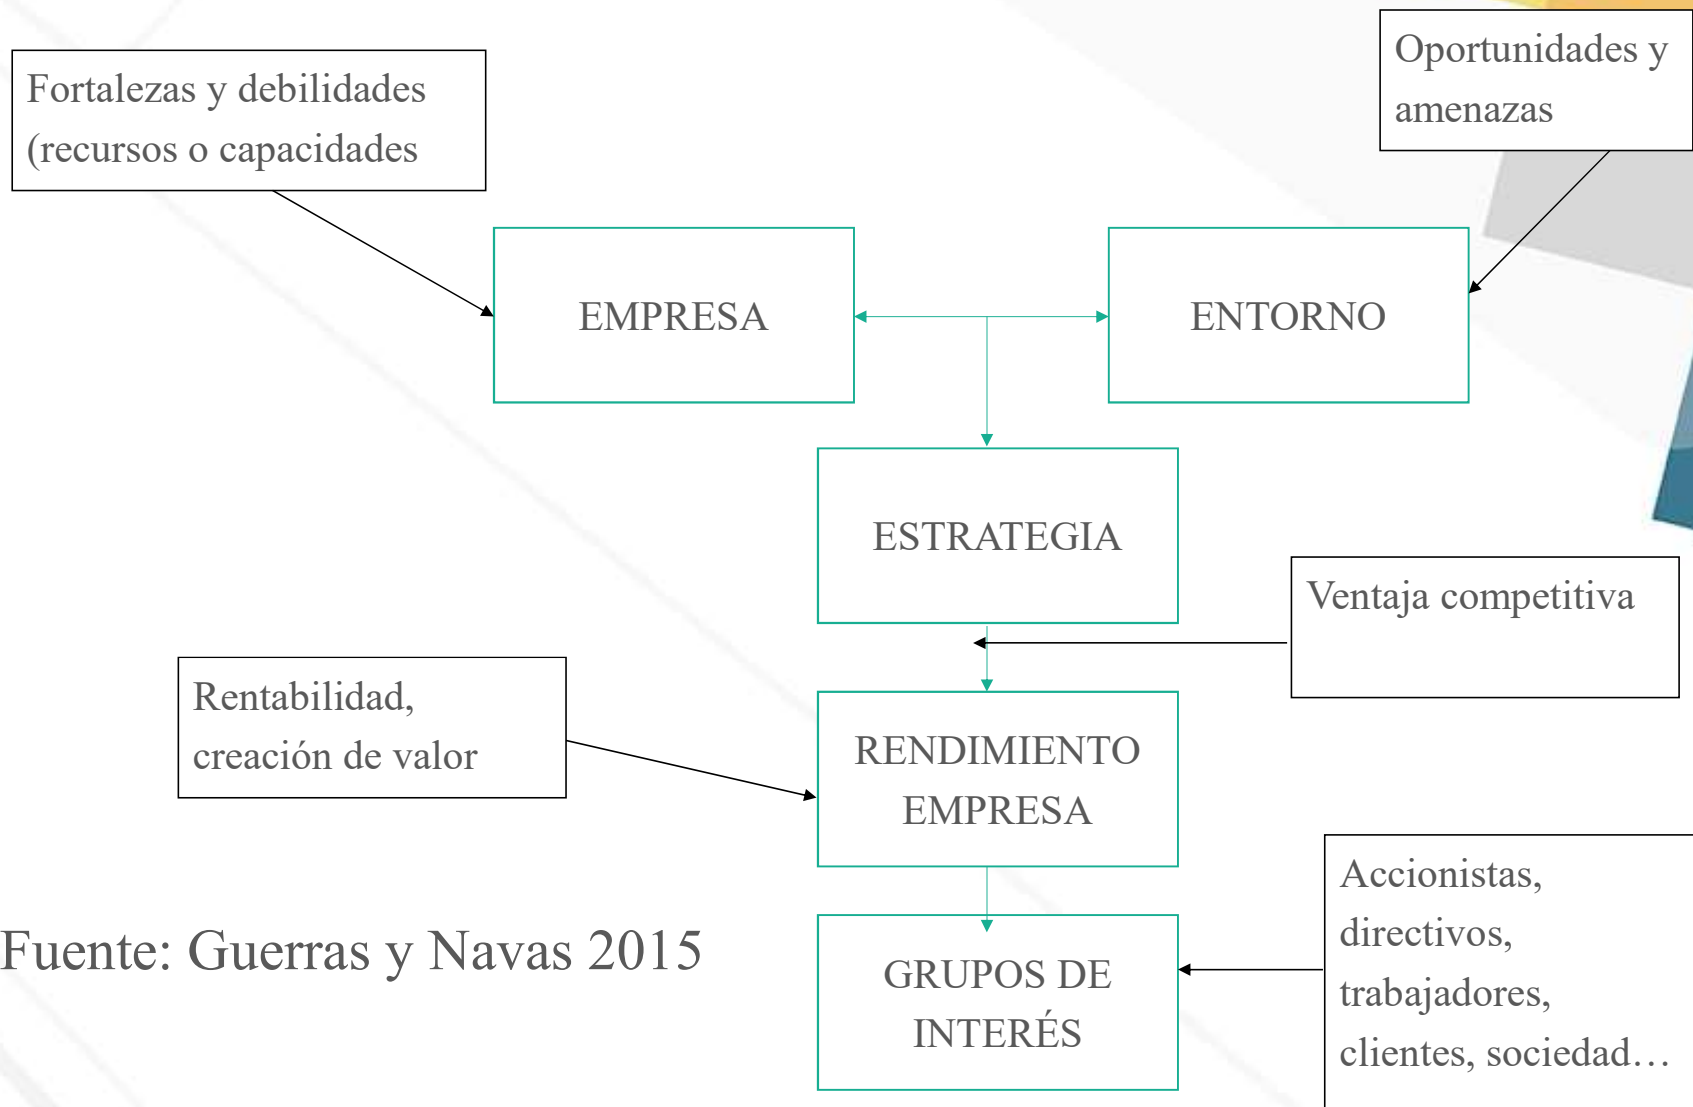 Fortalezas y debilidades
(recursos o capacidades
Oportunidades y
amenazas
EMPRESA
ENTORNO
ESTRATEGIA
Ventaja competitiva
Rentabilidad,
creación de valor
RENDIMIENTO
EMPRESA
Accionistas,
directivos,
trabajadores,
clientes, sociedad…
Fuente: Guerras y Navas 2015
GRUPOS DE
INTERÉS